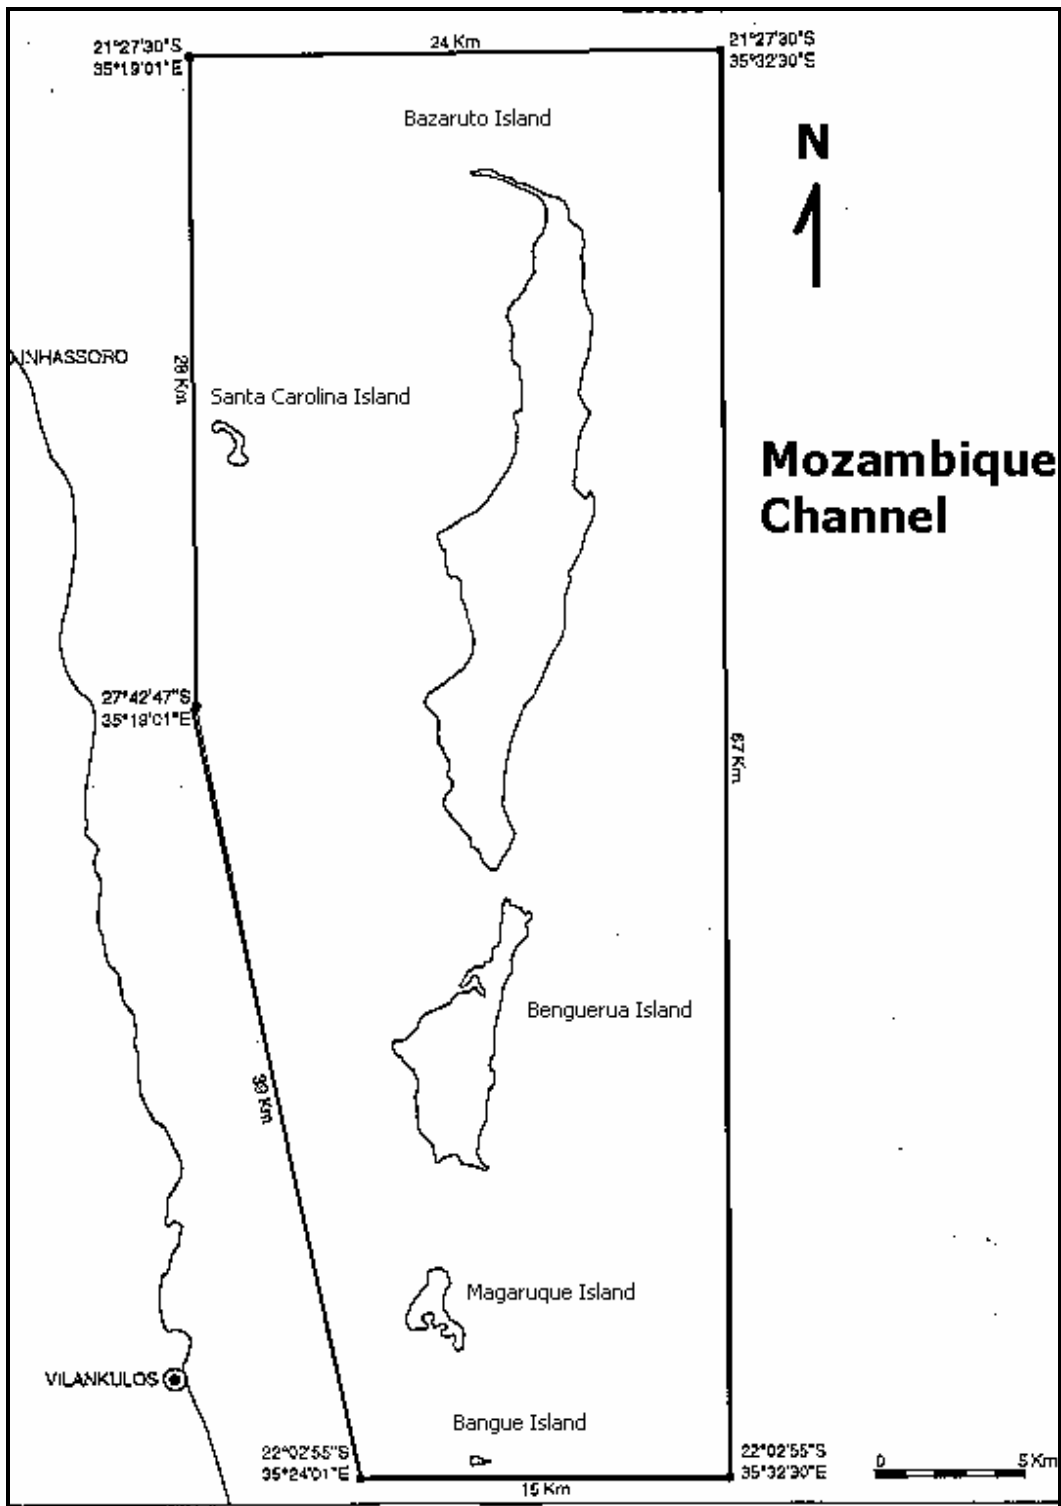 21°27'30"S
35°19'01"E
24 Km
21°27'30"S
35°32'30"S
Bazaruto Island
N
INHASSORO
28 Km
Santa Carolina Island
Mozambique
Channel
27°42'47"S
35°19'01"E
67 Km
Benguerua Island
39 Km
Magaruque Island
VILANKULOS
Bangue Island
22°02'55"S
35°24'01"E
22°02'55"S
35°32'30"E
0 5 Km
15 Km